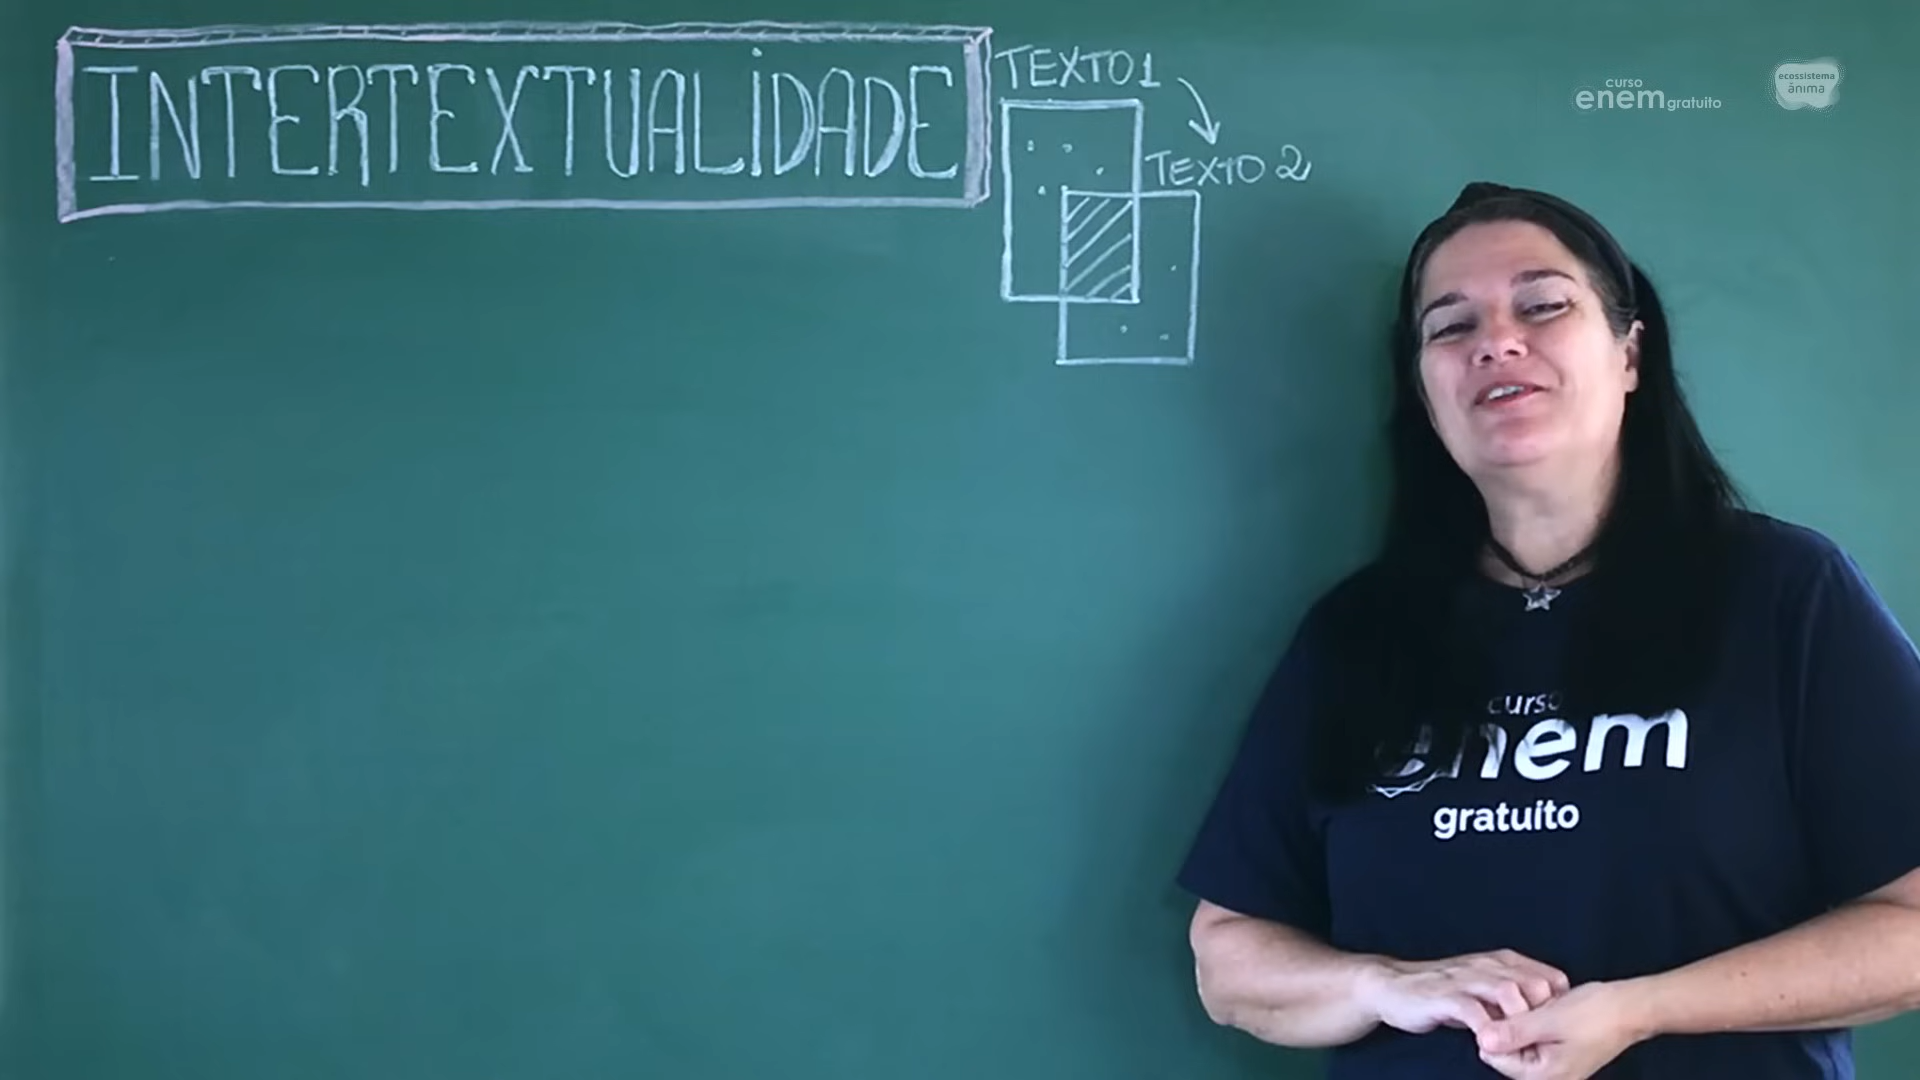 INTERTEXTUALIDADE
TEXTO 1
TEXTO 2
curso
enem gratuito
ecossistema
ânima
curso
enem
gratuito